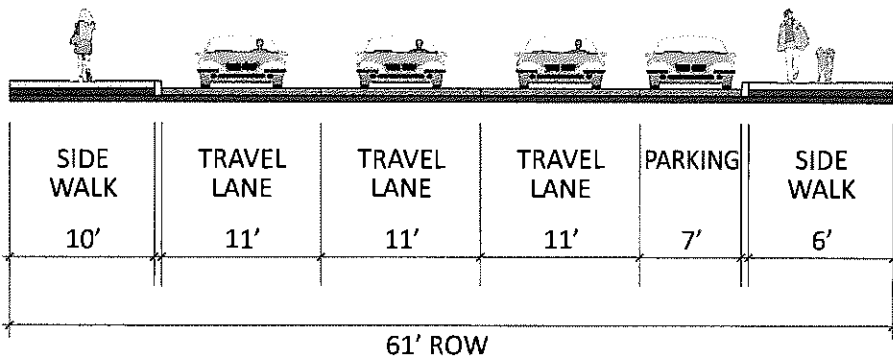 SIDE
WALK
10'
TRAVEL
LANE
11'
TRAVEL
LANE
11'
TRAVEL
LANE
11'
PARKING
7'
SIDE
WALK
6'
61' ROW